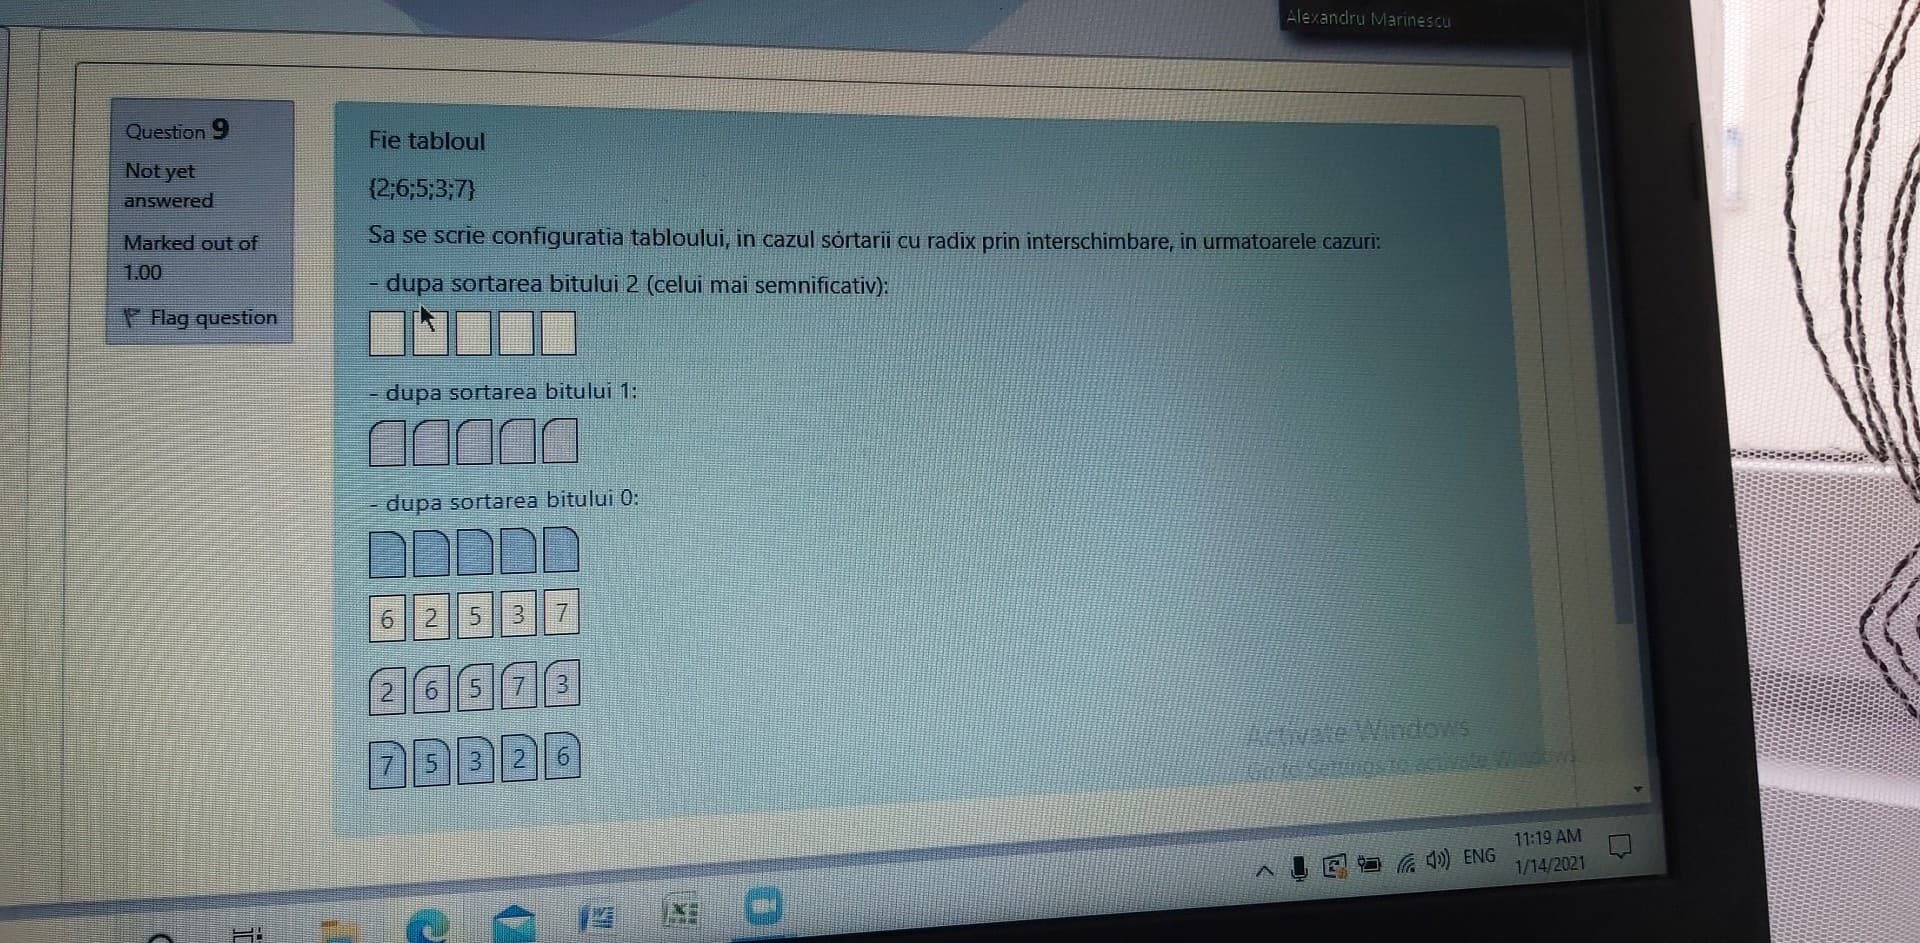 Alexandru Marinescu
Question 9
Not yet
answered
Marked out of
1.00
Flag question
Fie tabloul
{2;6;5;3;7}
Sa se scrie configuratia tabloului, in cazul sortarii cu radix prin interschimbare, in urmatoarele cazuri:
- dupa sortarea bitului 2 (celui mai semnificativ):
- dupa sortarea bitului 1:
- dupa sortarea bitului 0:
6 2 5 3 7
2 6 5 7 3
7 5 3 2 6
Activate Windows
Go to Settings to activate Windows.
ENG
11:19 AM
1/14/2021